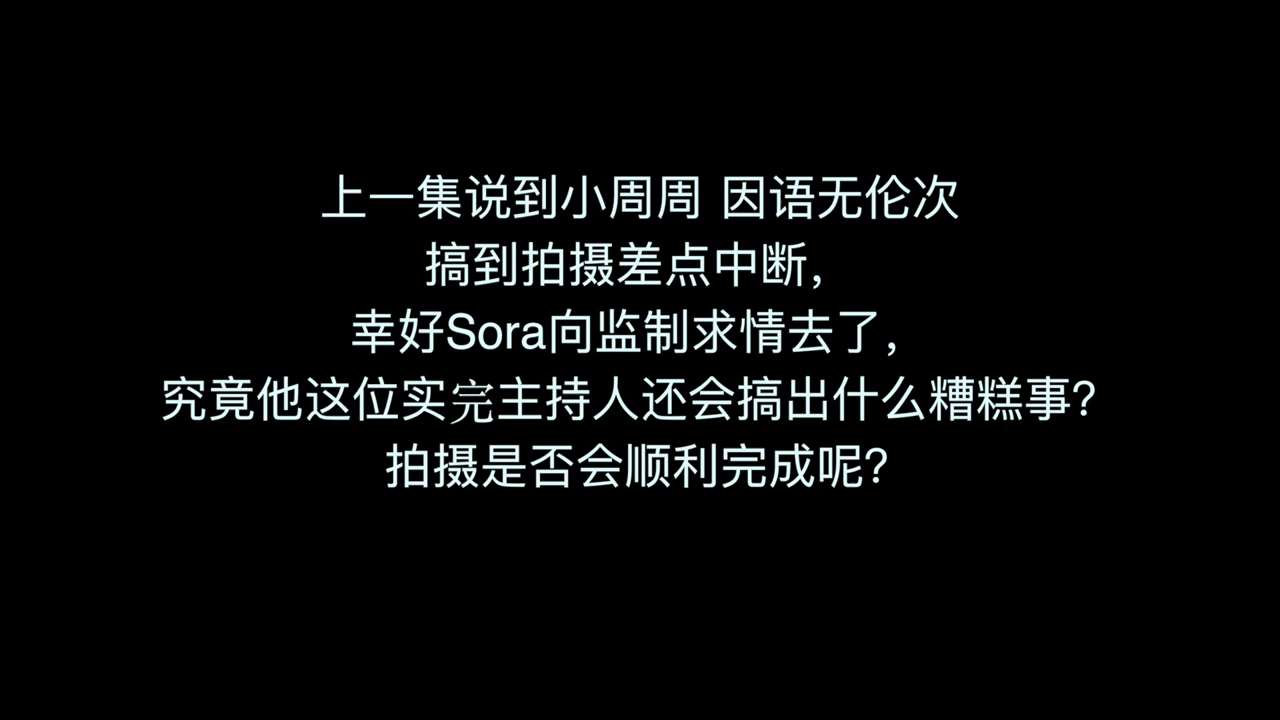 上一集说到小周周 因语无伦次
搞到拍摄差点中断，
幸好Sora向监制求情去了，
究竟他这位实完主持人还会搞出什么糟糕事？
拍摄是否会顺利完成呢？